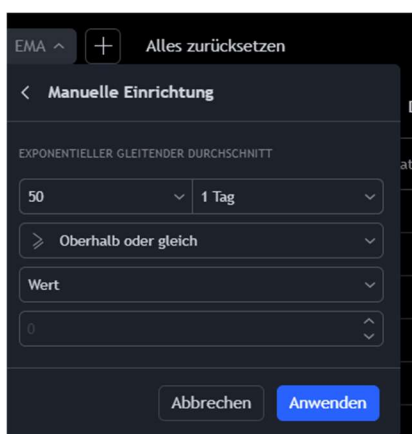 EMA
Alles zurücksetzen
Manuelle Einrichtung
EXPONENTIELLER GLEITENDER DURCHSCHNITT
50 1 Tag
Oberhalb oder gleich
Wert
0
Abbrechen Anwenden